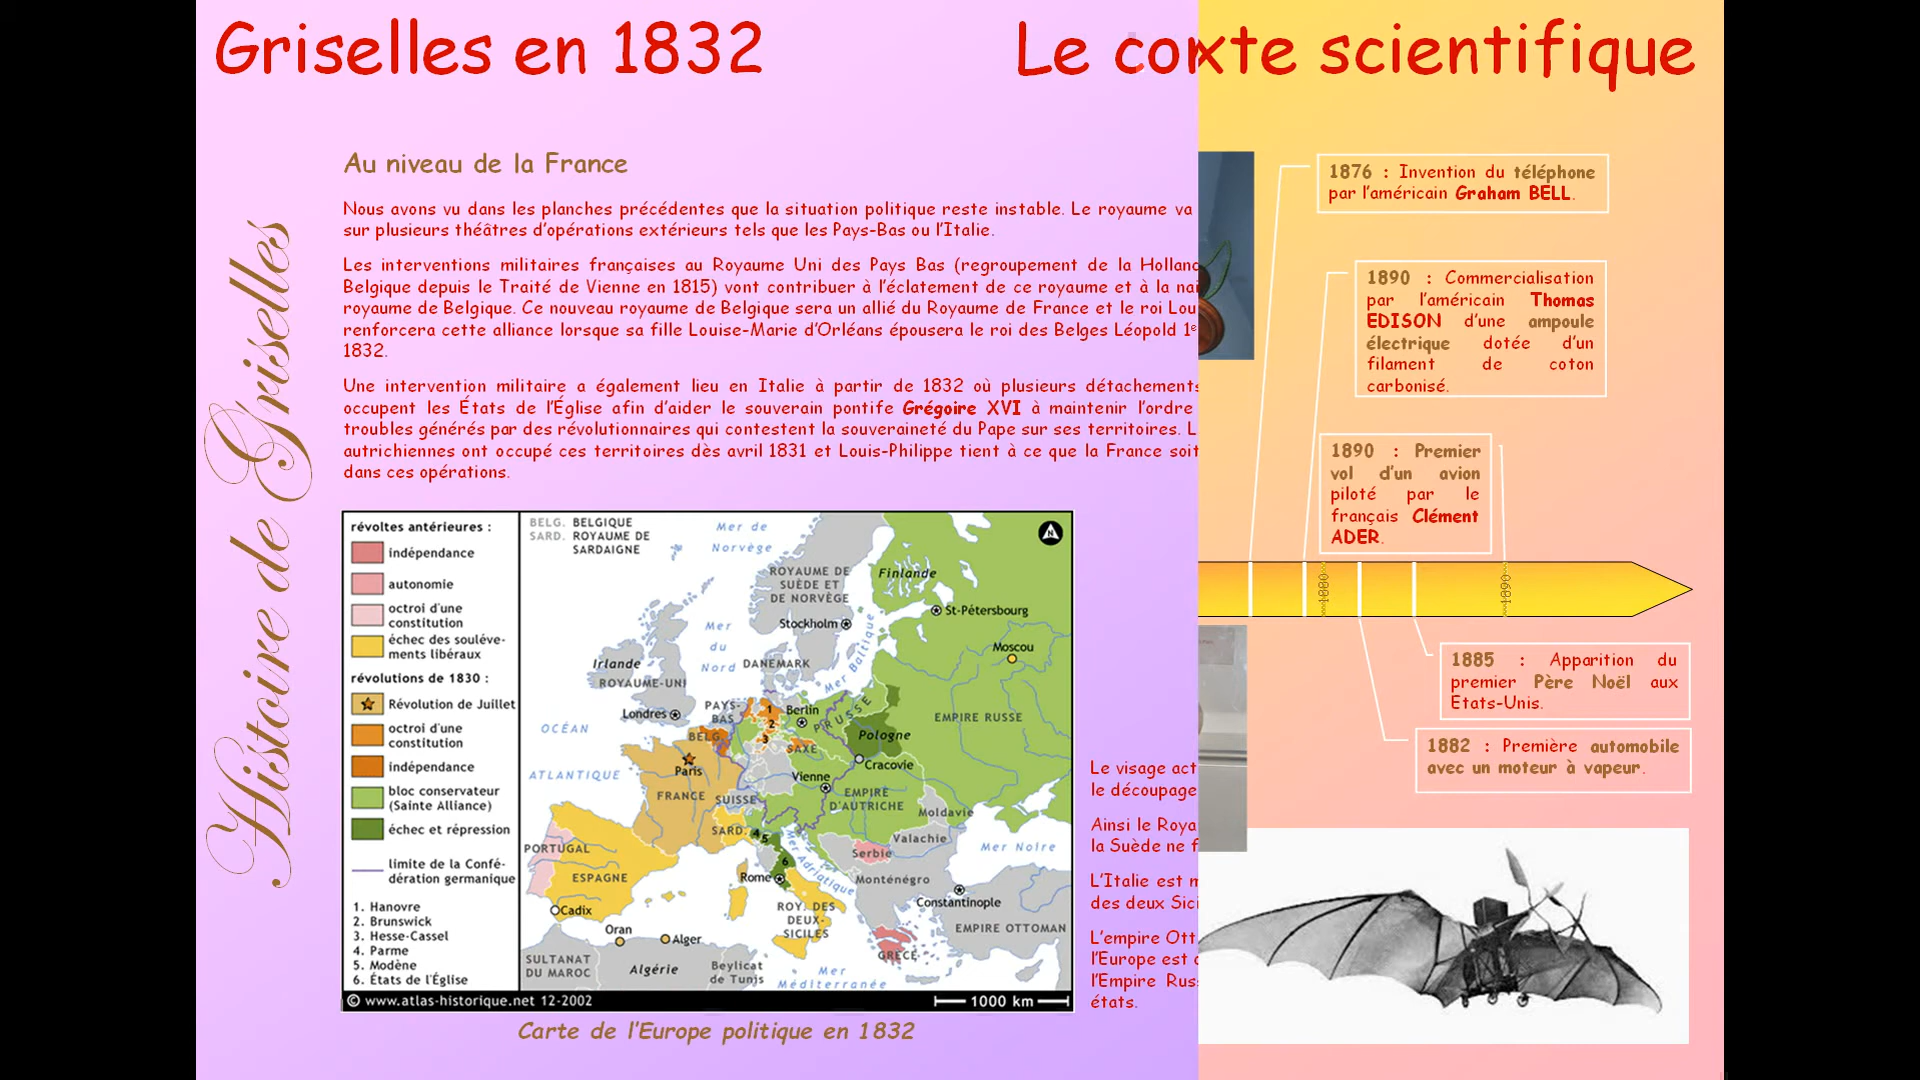 Griselles en 1832
Le coxte scientifique
Histoire de Griselles
Au niveau de la France
Nous avons vu dans les planches précédentes que la situation politique reste instable. Le royaume va
sur plusieurs théâtres d'opérations extérieurs tels que les Pays-Bas ou l'Italie.
Les interventions militaires françaises au Royaume Uni des Pays Bas (regroupement de la Holland
Belgique depuis le Traité de Vienne en 1815) vont contribuer à l'éclatement de ce royaume et à la nai
royaume de Belgique. Ce nouveau royaume de Belgique sera un allié du Royaume de France et le roi Lou
renforcera cette alliance lorsque sa fille Louise-Marie d'Orléans épousera le roi des Belges Léopold 1e
1832.
Une intervention militaire a également lieu en Italie à partir de 1832 où plusieurs détachements
occupent les États de l'Église afin d'aider le souverain pontife Grégoire XVI à maintenir l'ordre
troubles générés par des révolutionnaires qui contestent la souveraineté du Pape sur ses territoires. L
autrichiennes ont occupé ces territoires dès avril 1831 et Louis-Philippe tient à ce que la France soit
dans ces opérations.
révoltes antérieures :
indépendance
autonomie
octroi d'une
constitution
échec des souléve-
ments libéraux
révolutions de 1830 :
Révolution de Juillet
octroi d'une
constitution
indépendance
bloc conservateur
(Sainte Alliance)
échec et répression
limite de la Confé-
dération germanique
1. Hanovre
2. Brunswick
3. Hesse-Cassel
4. Parme
5. Modène
6. États de l'Église
BELG. BELGIQUE
SARD. ROYAUME DE
SARDAIGNE
Mer de
Norvège
ROYAUME DE
SUÈDE ET
DE NORVÈGE
Finlande
St-Pétersbourg
Stockholm
Mer
du
Nord
DANEMARK
Mer Baltique
Moscou
Irlande
ROYAUME-UNI
Londres
PAYS-
BAS
1
2
3
Berlin
PRUSSE
EMPIRE RUSSE
OCÉAN
ATLANTIQUE
BELG.
SAXE
Pologne
Paris
Cracovie
Vienne
FRANCE
SUISSE
EMPIRE
D'AUTRICHE
Moldavie
SARD.
4
5
6
Valachie
Mer Noire
PORTUGAL
Serbie
Mer Adriatique
ESPAGNE
Rome
Monténégro
Constantinople
Cadix
ROY. DES
DEUX-
SICILES
EMPIRE OTTOMAN
Oran
Alger
GRÈCE
SULTANAT
DU MAROC
Algérie
Beylicat
de Tunis
Mer
Méditerranée
© www.atlas-historique.net 12-2002
1000 km
Carte de l'Europe politique en 1832
Le visage act
le découpage
Ainsi le Roya
la Suède ne f
L'Italie est m
des deux Sici
L'empire Ott
l'Europe est
l'Empire Rus
états.
1876 : Invention du téléphone
par l'américain Graham BELL.
1890 : Commercialisation
par l'américain Thomas
EDISON d'une ampoule
électrique dotée d'un
filament de coton
carbonisé.
1890 : Premier
vol d'un avion
piloté par le
français Clément
ADER.
1880
1890
1885 : Apparition du
premier Père Noël aux
Etats-Unis.
1882 : Première automobile
avec un moteur à vapeur.